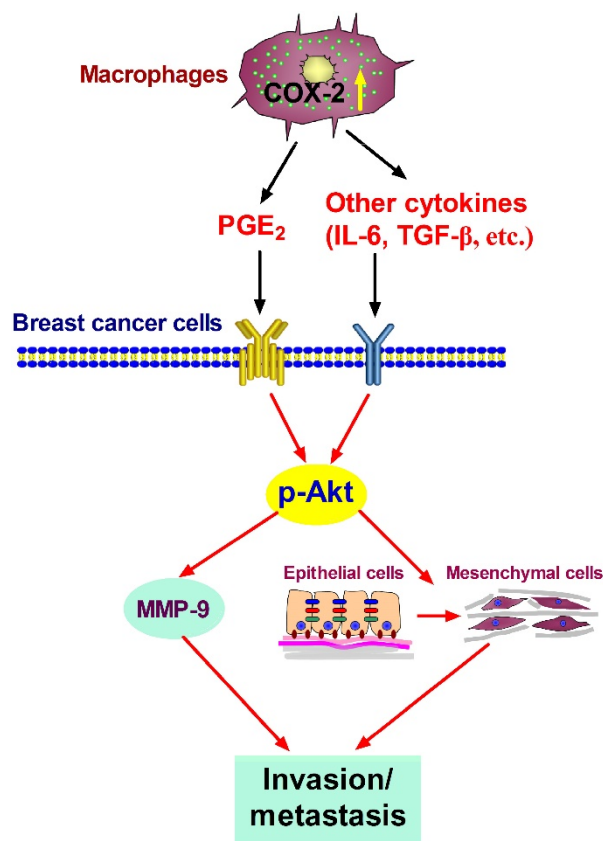 Macrophages
COX-2
PGE₂
Other cytokines
(IL-6, TGF-β, etc.)
Breast cancer cells
p-Akt
Epithelial cells
Mesenchymal cells
MMP-9
Invasion/
metastasis